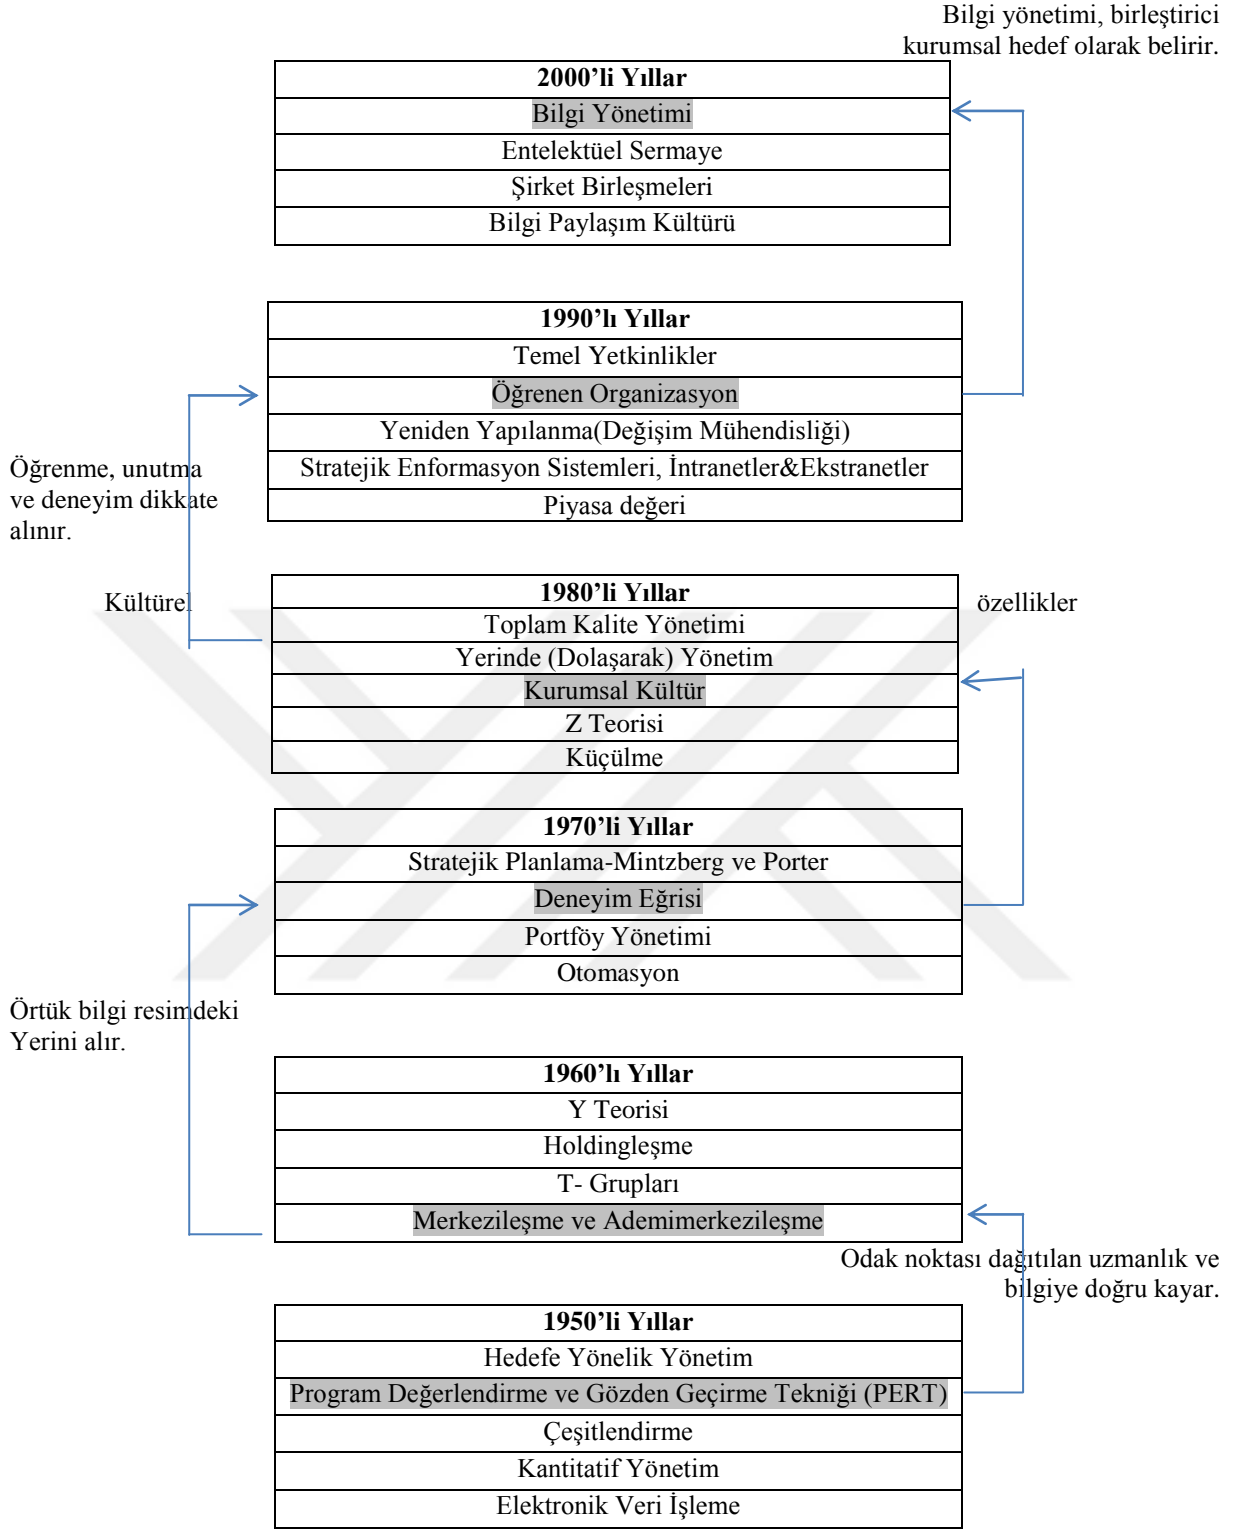 Bilgi yönetimi, birleştirici
kurumsal hedef olarak belirir.
2000’li Yıllar
Bilgi Yönetimi
Entelektüel Sermaye
Şirket Birleşmeleri
Bilgi Paylaşım Kültürü
1990’lı Yıllar
Temel Yetkinlikler
Öğrenen Organizasyon
Yeniden Yapılanma(Değişim Mühendisliği)
Stratejik Enformasyon Sistemleri, İntranetler&Ekstranetler
Piyasa değeri
Öğrenme, unutma
ve deneyim dikkate
alınır.
Kültürel özellikler
1980’li Yıllar
Toplam Kalite Yönetimi
Yerinde (Dolaşarak) Yönetim
Kurumsal Kültür
Z Teorisi
Küçülme
1970’li Yıllar
Stratejik Planlama-Mintzberg ve Porter
Deneyim Eğrisi
Portföy Yönetimi
Otomasyon
Örtük bilgi resimdeki
Yerini alır.
1960’lı Yıllar
Y Teorisi
Holdingleşme
T- Grupları
Merkezileşme ve Ademimerkezileşme
Odak noktası dağıtılan uzmanlık ve
bilgiye doğru kayar.
1950’li Yıllar
Hedefe Yönelik Yönetim
Program Değerlendirme ve Gözden Geçirme Tekniği (PERT)
Çeşitlendirme
Kantitatif Yönetim
Elektronik Veri İşleme